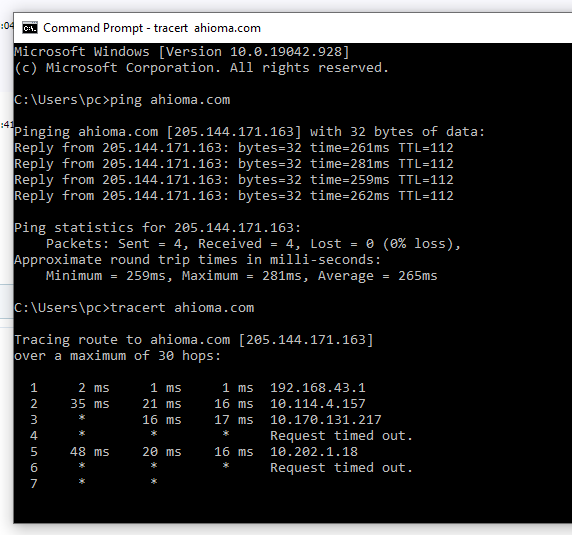 :04
Command Prompt - tracert ahioma.com
Microsoft Windows [Version 10.0.19042.928]
(c) Microsoft Corporation. All rights reserved.
C:\Users\pc>ping ahioma.com
:41
Pinging ahioma.com [205.144.171.163] with 32 bytes of data:
Reply from 205.144.171.163: bytes=32 time=261ms TTL=112
Reply from 205.144.171.163: bytes=32 time=281ms TTL=112
Reply from 205.144.171.163: bytes=32 time=259ms TTL=112
Reply from 205.144.171.163: bytes=32 time=262ms TTL=112
Ping statistics for 205.144.171.163:
    Packets: Sent = 4, Received = 4, Lost = 0 (0% loss),
Approximate round trip times in milli-seconds:
    Minimum = 259ms, Maximum = 281ms, Average = 265ms
C:\Users\pc>tracert ahioma.com
Tracing route to ahioma.com [205.144.171.163]
over a maximum of 30 hops:
  1     2 ms     1 ms     1 ms  192.168.43.1
  2    35 ms    21 ms    16 ms  10.114.4.157
  3     *       16 ms    17 ms  10.170.131.217
  4     *        *        *     Request timed out.
  5    48 ms    20 ms    16 ms  10.202.1.18
  6     *        *        *     Request timed out.
  7     *        *